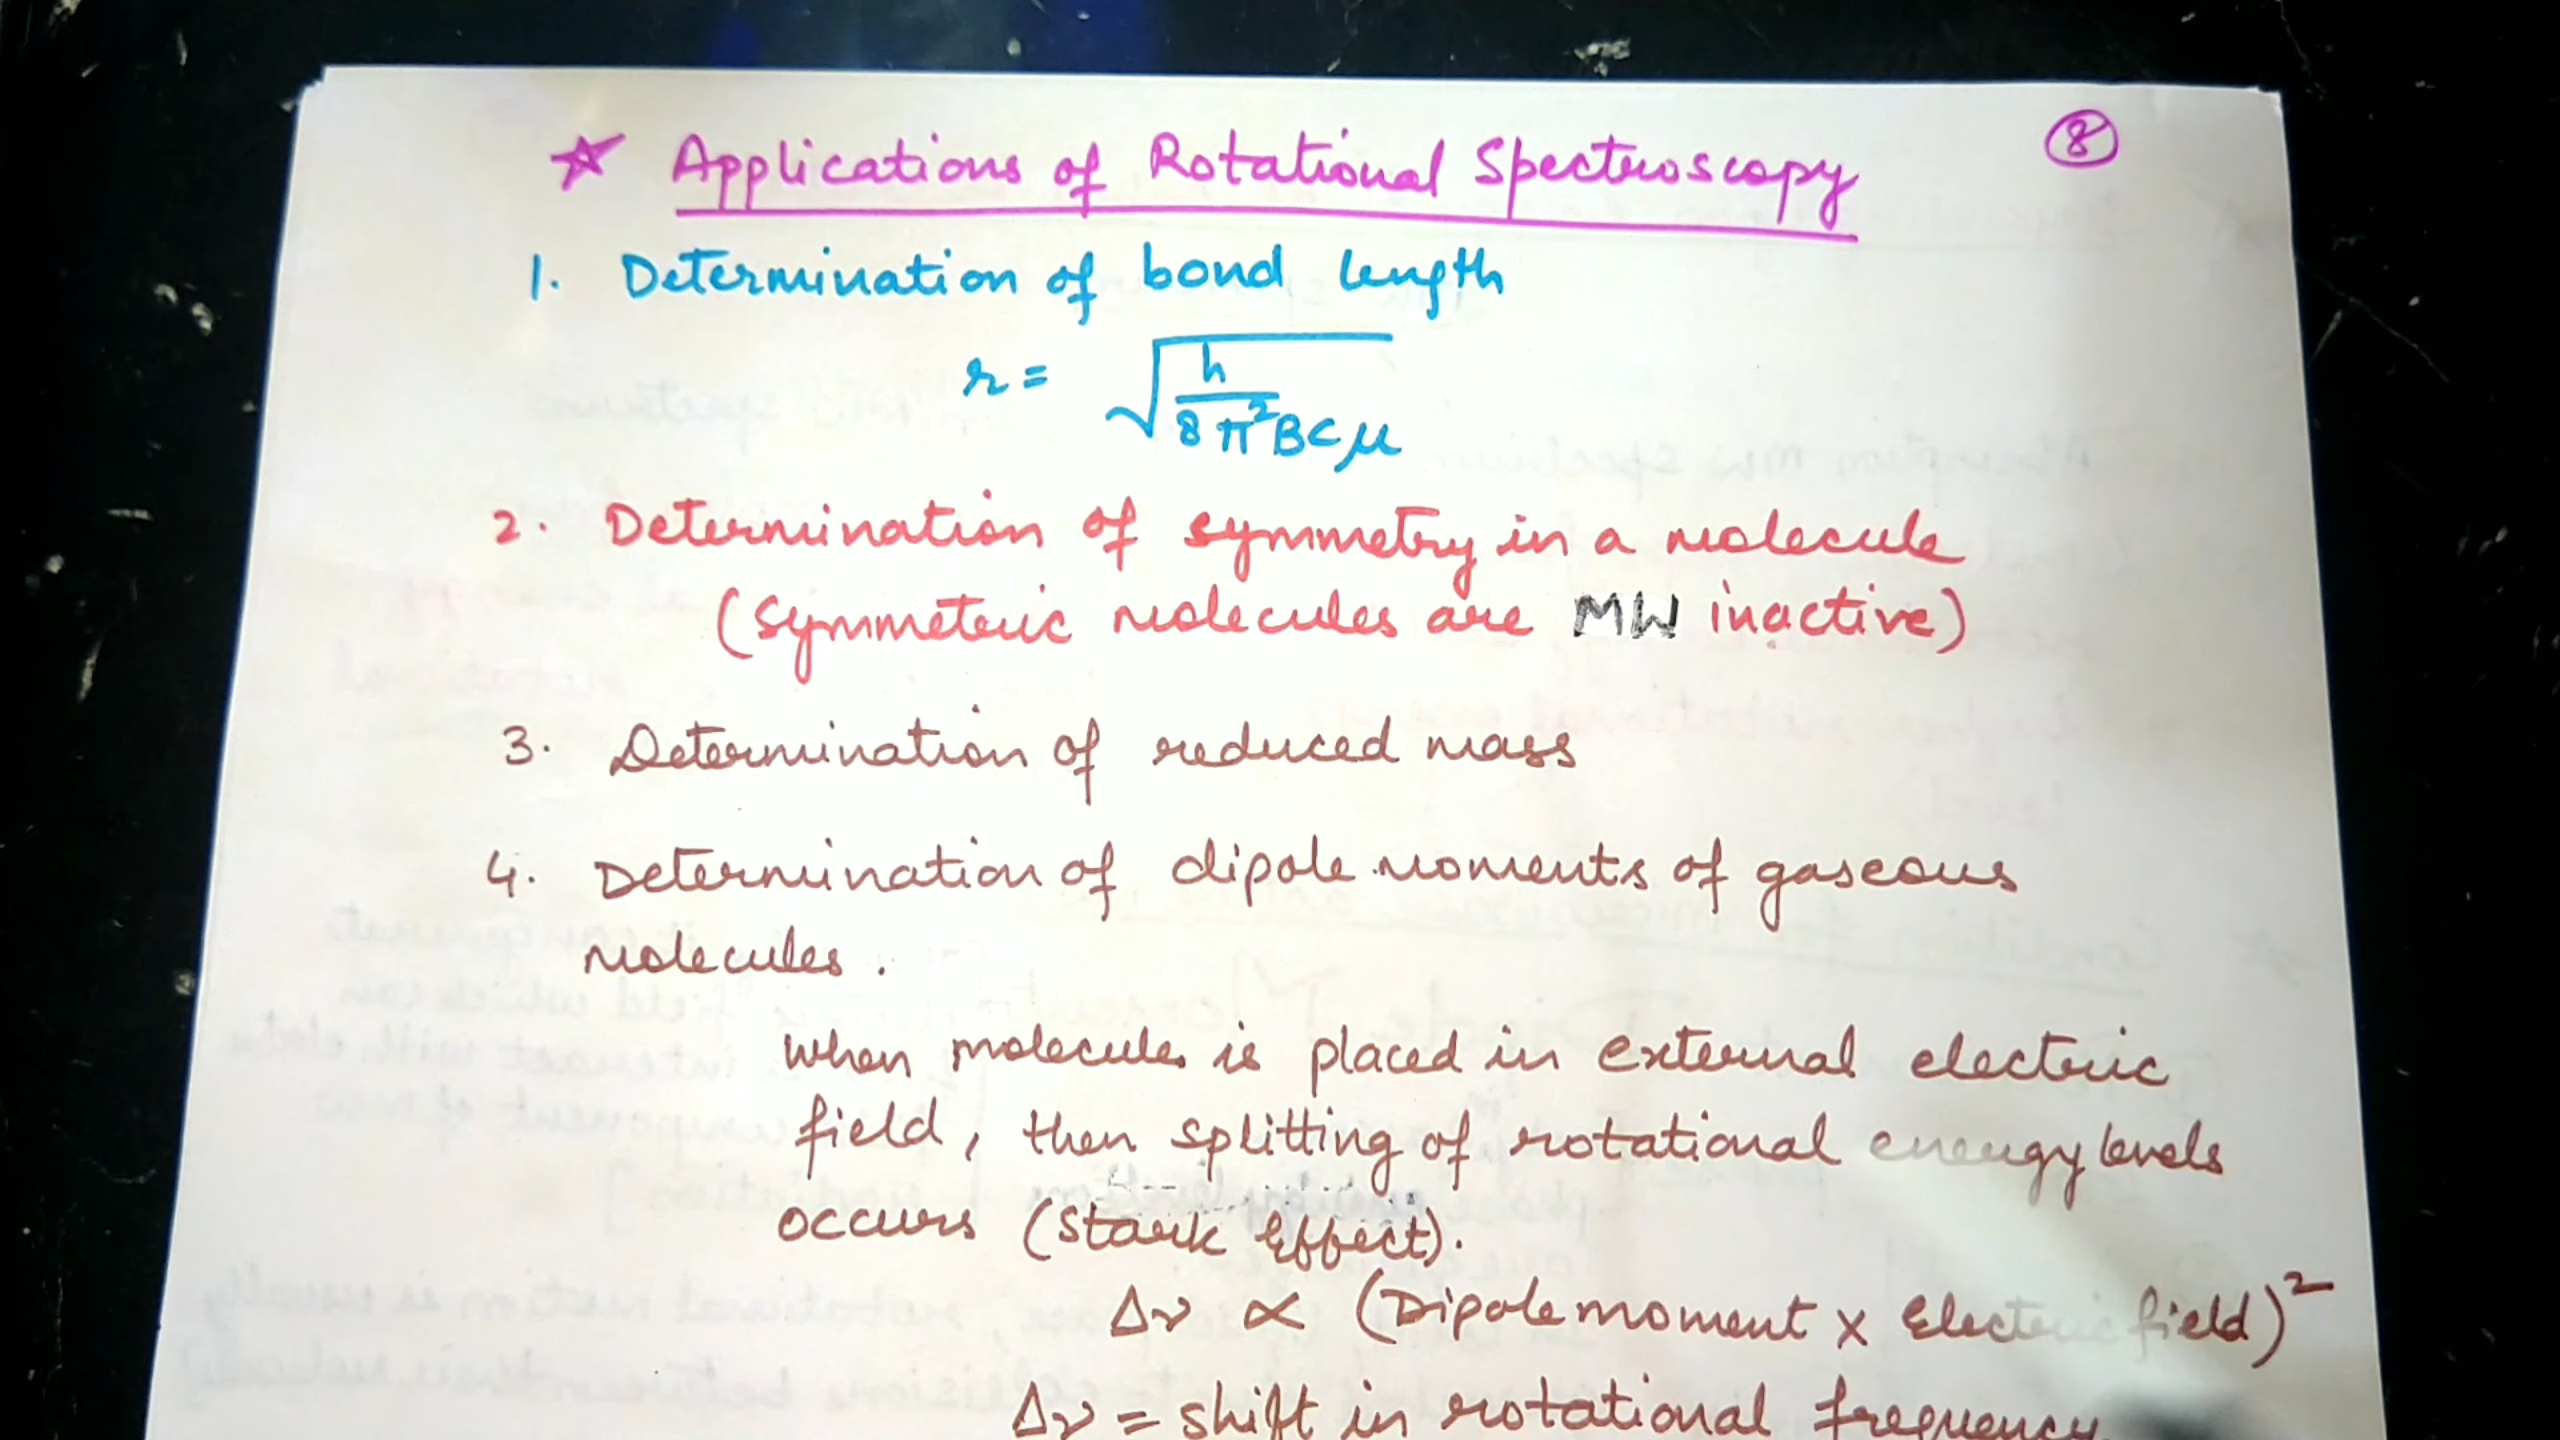 ☆ Applications of Rotational Spectroscopy
8
1. Determination of bond length
r = √(h / 8π²BCμ)
2. Determination of symmetry in a molecule
(Symmeteric molecules are MW inactive)
3. Determination of reduced mass
4. Determination of dipole moments of gaseous
molecules.
When molecules is placed in external electric
field, then splitting of rotational energy levels
occurs (Stark Effect).
Δν ∝ (Dipole moment x Electric field)²
Δν = shift in rotational frequency